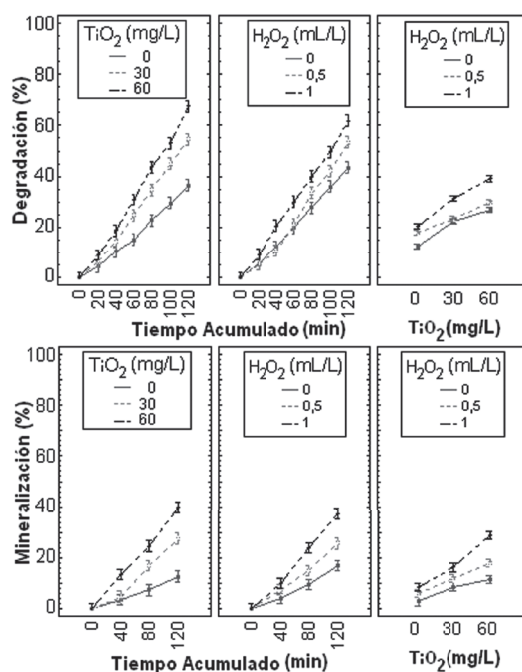 Degradación (%)
100
80
60
40
20
0
TiO2 (mg/L)
0
30
60
H2O2 (mL/L)
0
0,5
1
H2O2 (mL/L)
0
0,5
1
0 20 40 60 80 100 120
0 20 40 60 80 100 120
0 30 60
Tiempo Acumulado (min)
TiO2(mg/L)
Mineralización (%)
100
80
60
40
20
0
TiO2 (mg/L)
0
30
60
H2O2 (mL/L)
0
0,5
1
H2O2 (mL/L)
0
0,5
1
0 40 80 120
0 40 80 120
0 30 60
Tiempo Acumulado (min)
TiO2 (mg/L)